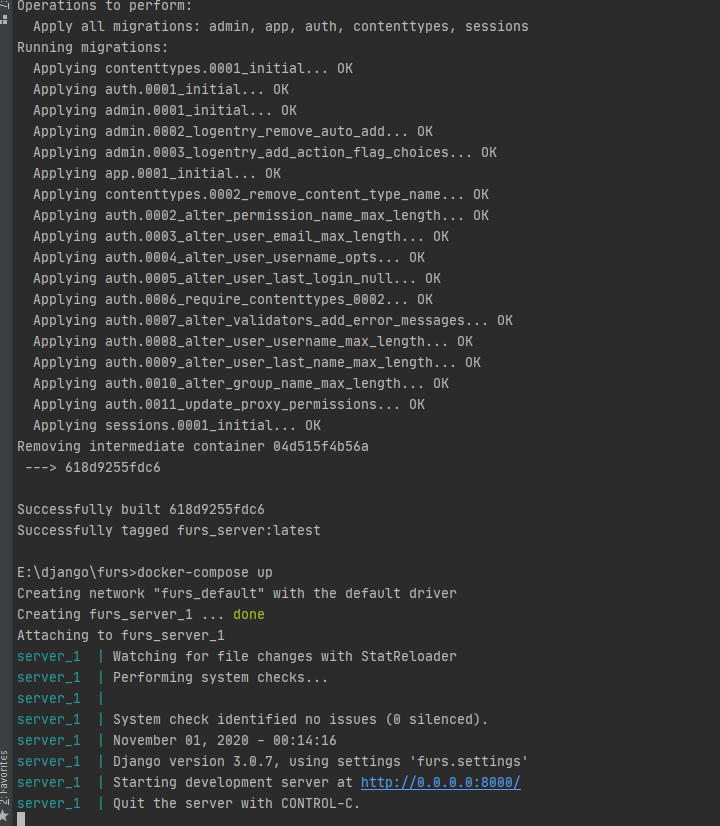 Operations to perform:
  Apply all migrations: admin, app, auth, contenttypes, sessions
Running migrations:
  Applying contenttypes.0001_initial... OK
  Applying auth.0001_initial... OK
  Applying admin.0001_initial... OK
  Applying admin.0002_logentry_remove_auto_add... OK
  Applying admin.0003_logentry_add_action_flag_choices... OK
  Applying app.0001_initial... OK
  Applying contenttypes.0002_remove_content_type_name... OK
  Applying auth.0002_alter_permission_name_max_length... OK
  Applying auth.0003_alter_user_email_max_length... OK
  Applying auth.0004_alter_user_username_opts... OK
  Applying auth.0005_alter_user_last_login_null... OK
  Applying auth.0006_require_contenttypes_0002... OK
  Applying auth.0007_alter_validators_add_error_messages... OK
  Applying auth.0008_alter_user_username_max_length... OK
  Applying auth.0009_alter_user_last_name_max_length... OK
  Applying auth.0010_alter_group_name_max_length... OK
  Applying auth.0011_update_proxy_permissions... OK
  Applying sessions.0001_initial... OK
Removing intermediate container 04d515f4b56a
 ---> 618d9255fdc6
Successfully built 618d9255fdc6
Successfully tagged furs_server:latest
E:\django\furs>docker-compose up
Creating network "furs_default" with the default driver
Creating furs_server_1 ... done
Attaching to furs_server_1
server_1  | Watching for file changes with StatReloader
server_1  | Performing system checks...
server_1  |
server_1  | System check identified no issues (0 silenced).
server_1  | November 01, 2020 - 00:14:16
server_1  | Django version 3.0.7, using settings 'furs.settings'
server_1  | Starting development server at http://0.0.0.0:8000/
server_1  | Quit the server with CONTROL-C.
2: Favorites